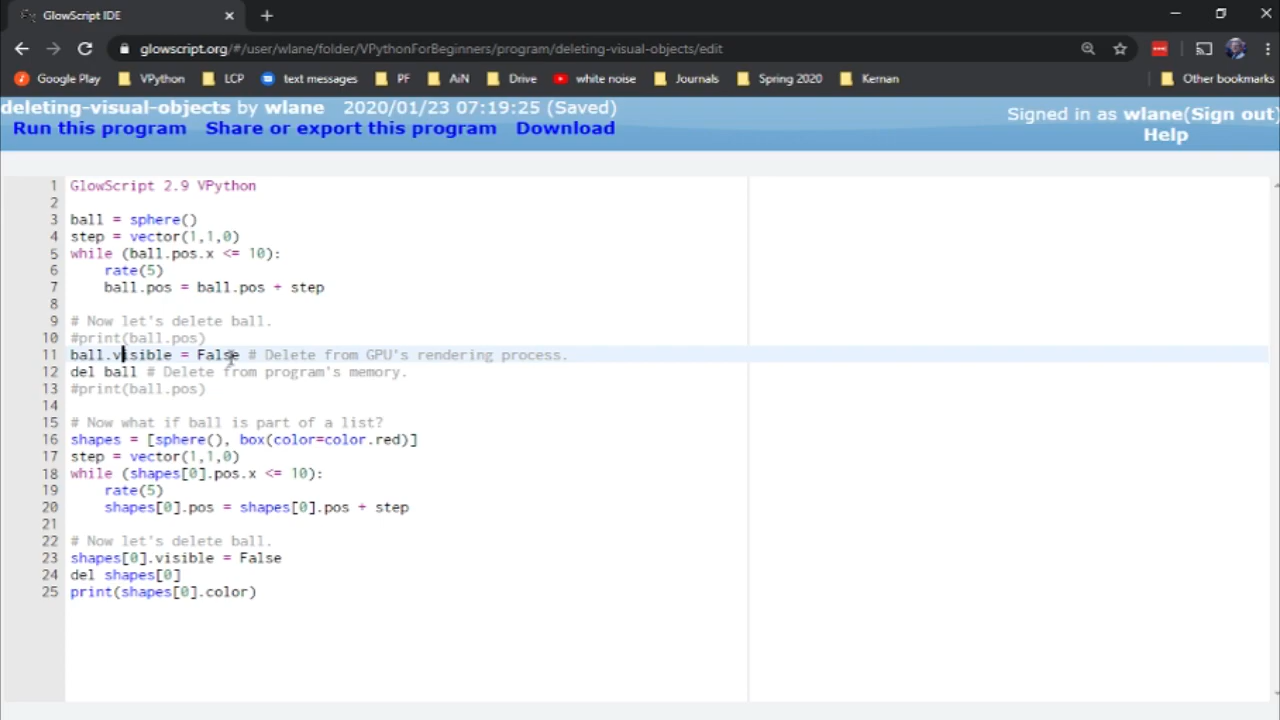 GlowScript IDE
glowscript.org/#/user/wlane/folder/VPythonForBeginners/program/deleting-visual-objects/edit
Google Play VPython LCP text messages PF AiN Drive white noise Journals Spring 2020 Kernan Other bookmarks
deleting-visual-objects by wlane 2020/01/23 07:19:25 (Saved) Signed in as wlane(Sign out)
Run this program Share or export this program Download Help
1 GlowScript 2.9 VPython
2
3 ball = sphere()
4 step = vector(1,1,0)
5 while (ball.pos.x <= 10):
6 rate(5)
7 ball.pos = ball.pos + step
8
9 # Now let's delete ball.
10 #print(ball.pos)
11 ball.visible = False # Delete from GPU's rendering process.
12 del ball # Delete from program's memory.
13 #print(ball.pos)
14
15 # Now what if ball is part of a list?
16 shapes = [sphere(), box(color=color.red)]
17 step = vector(1,1,0)
18 while (shapes[0].pos.x <= 10):
19 rate(5)
20 shapes[0].pos = shapes[0].pos + step
21
22 # Now let's delete ball.
23 shapes[0].visible = False
24 del shapes[0]
25 print(shapes[0].color)